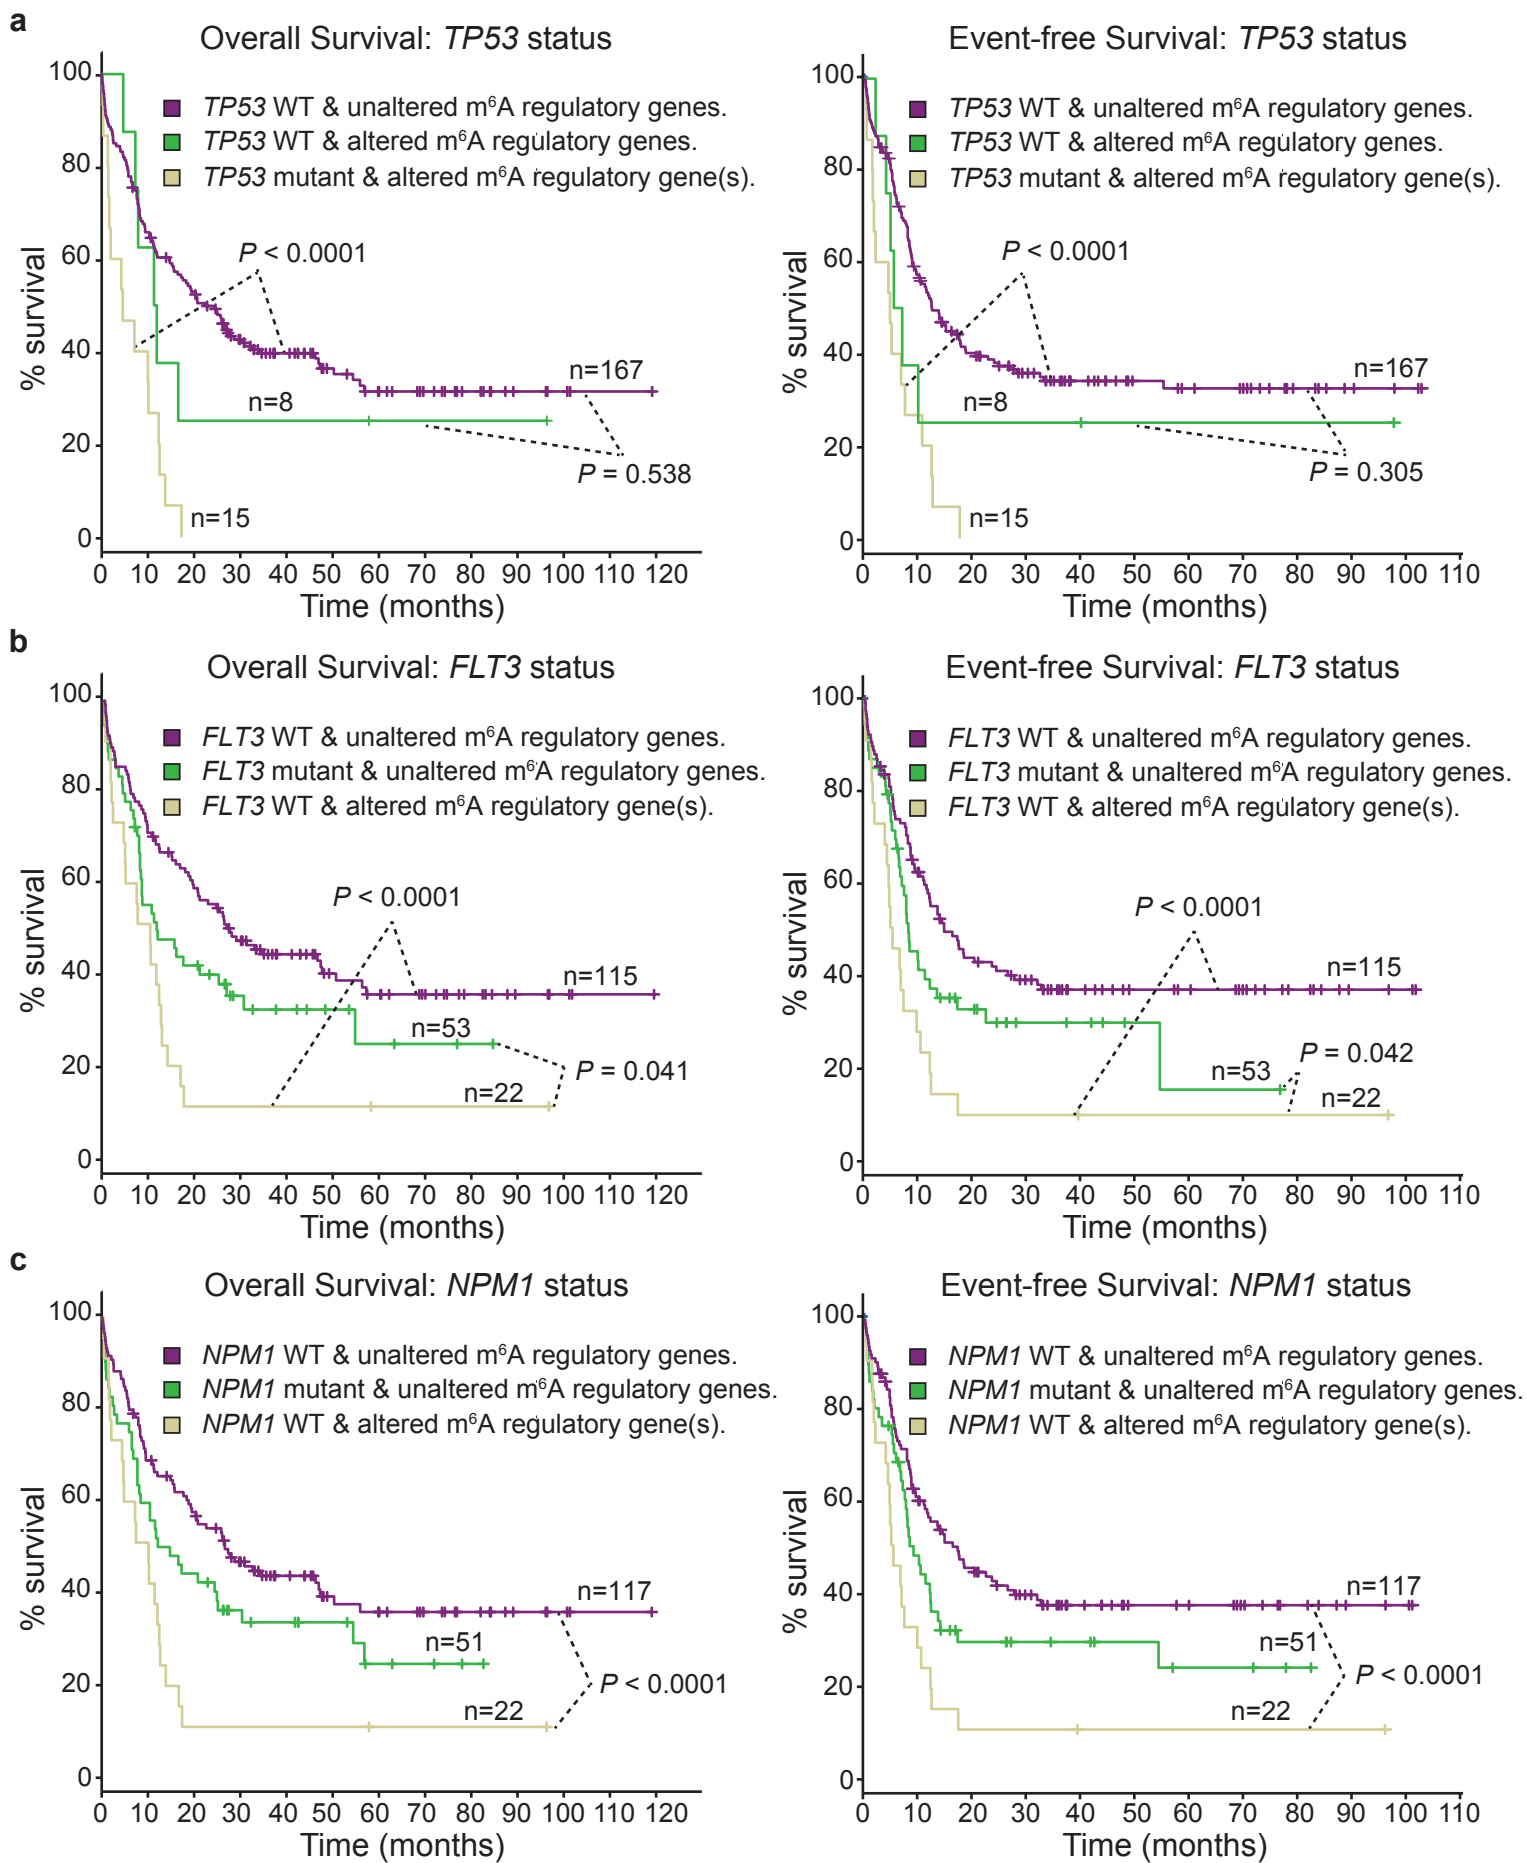 a
Overall Survival: TP53 status
100
80
60
40
20
0
% survival
TP53 WT & unaltered m⁶A regulatory genes.
TP53 WT & altered m⁶A regulatory genes.
TP53 mutant & altered m⁶A regulatory gene(s).
P < 0.0001
n=167
n=8
P = 0.538
n=15
0 10 20 30 40 50 60 70 80 90 100 110 120
Time (months)
Event-free Survival: TP53 status
100
80
60
40
20
0
% survival
TP53 WT & unaltered m⁶A regulatory genes.
TP53 WT & altered m⁶A regulatory genes.
TP53 mutant & altered m⁶A regulatory gene(s).
P < 0.0001
n=167
n=8
P = 0.305
n=15
0 10 20 30 40 50 60 70 80 90 100 110
Time (months)
b
Overall Survival: FLT3 status
100
80
60
40
20
0
% survival
FLT3 WT & unaltered m⁶A regulatory genes.
FLT3 mutant & unaltered m⁶A regulatory genes.
FLT3 WT & altered m⁶A regulatory gene(s).
P < 0.0001
n=115
n=53
P = 0.041
n=22
0 10 20 30 40 50 60 70 80 90 100 110 120
Time (months)
Event-free Survival: FLT3 status
100
80
60
40
20
0
% survival
FLT3 WT & unaltered m⁶A regulatory genes.
FLT3 mutant & unaltered m⁶A regulatory genes.
FLT3 WT & altered m⁶A regulatory gene(s).
P < 0.0001
n=115
P = 0.042
n=53
n=22
0 10 20 30 40 50 60 70 80 90 100 110
Time (months)
c
Overall Survival: NPM1 status
100
80
60
40
20
0
% survival
NPM1 WT & unaltered m⁶A regulatory genes.
NPM1 mutant & unaltered m⁶A regulatory genes.
NPM1 WT & altered m⁶A regulatory gene(s).
n=117
n=51
P < 0.0001
n=22
0 10 20 30 40 50 60 70 80 90 100 110 120
Time (months)
Event-free Survival: NPM1 status
100
80
60
40
20
0
% survival
NPM1 WT & unaltered m⁶A regulatory genes.
NPM1 mutant & unaltered m⁶A regulatory genes.
NPM1 WT & altered m⁶A regulatory gene(s).
n=117
n=51
P < 0.0001
n=22
0 10 20 30 40 50 60 70 80 90 100 110
Time (months)